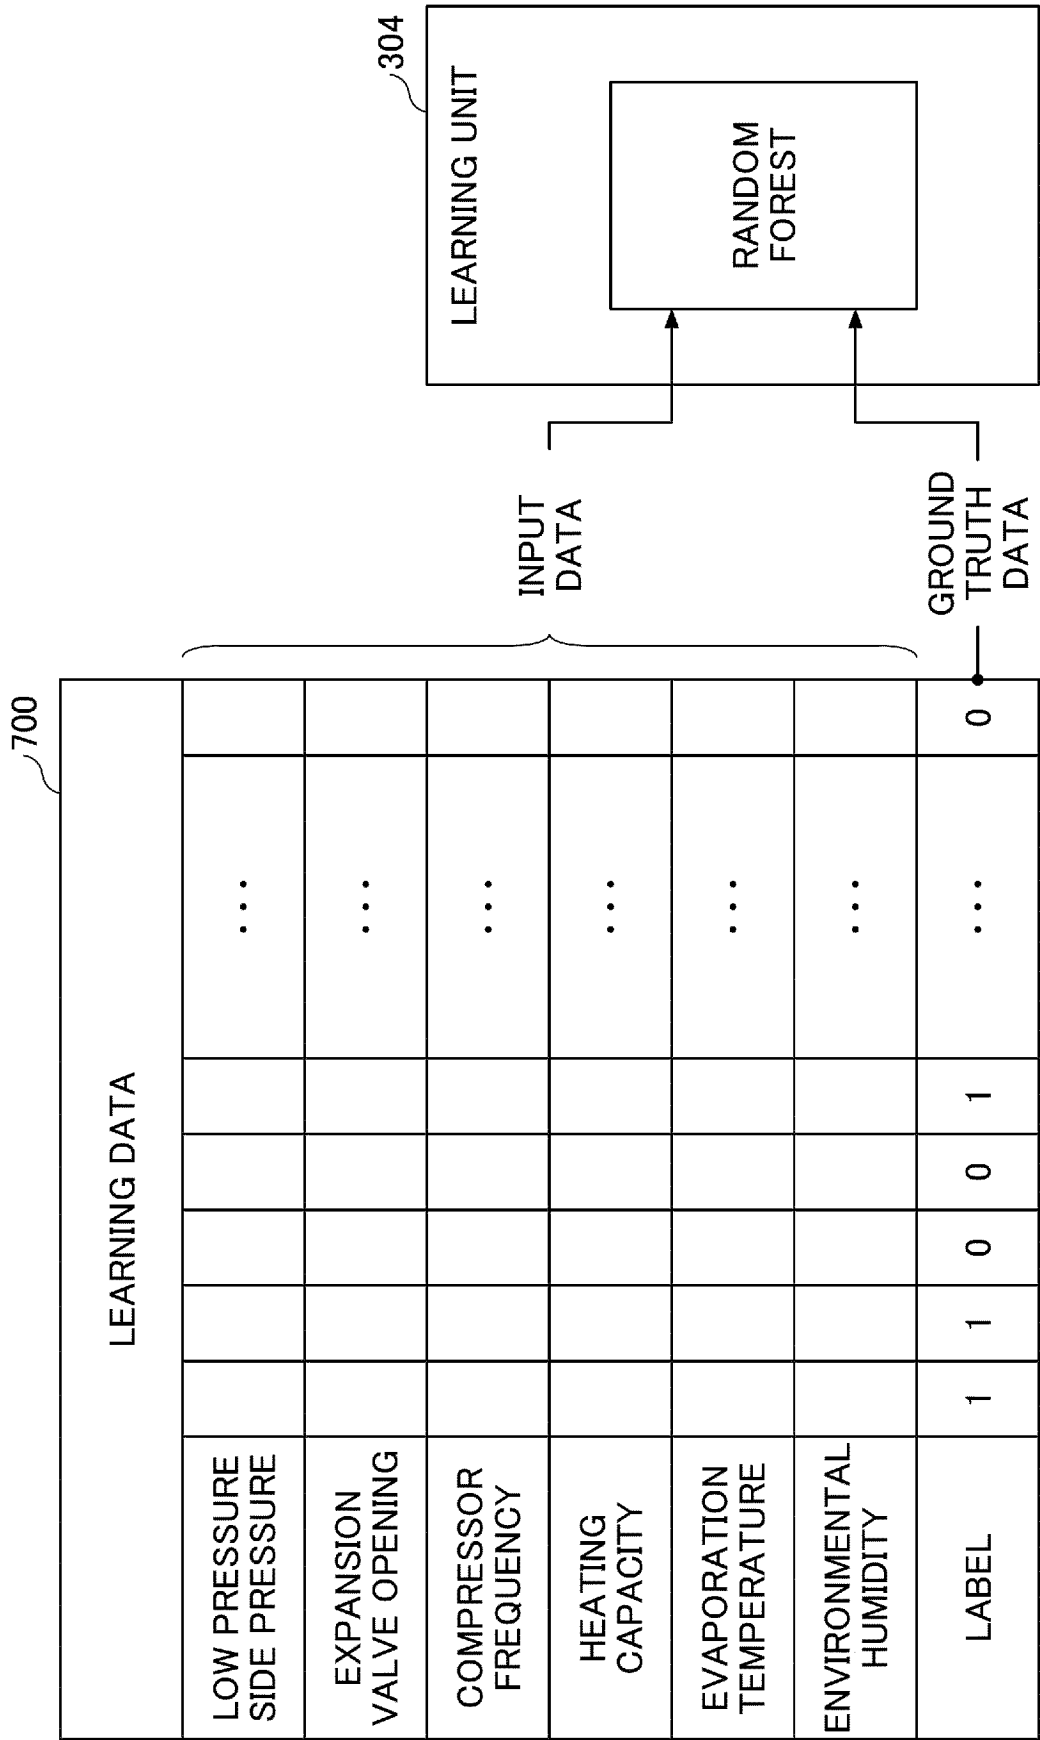 700
LEARNING DATA
LOW PRESSURE
SIDE PRESSURE
...
EXPANSION
VALVE OPENING
...
COMPRESSOR
FREQUENCY
...
HEATING
CAPACITY
...
EVAPORATION
TEMPERATURE
...
ENVIRONMENTAL
HUMIDITY
...
LABEL 1 1 0 0 1 ... 0
INPUT
DATA
GROUND
TRUTH
DATA
304
LEARNING UNIT
RANDOM
FOREST